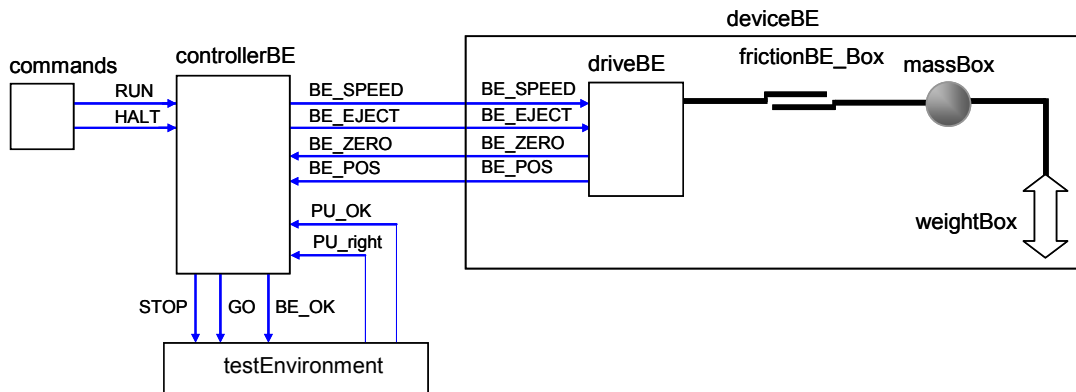 deviceBE
controllerBE
frictionBE_Box
commands
driveBE
massBox
RUN
BE_SPEED
BE_SPEED
HALT
BE_EJECT
BE_EJECT
BE_ZERO
BE_ZERO
BE_POS
BE_POS
PU_OK
weightBox
PU_right
STOP
GO
BE_OK
testEnvironment